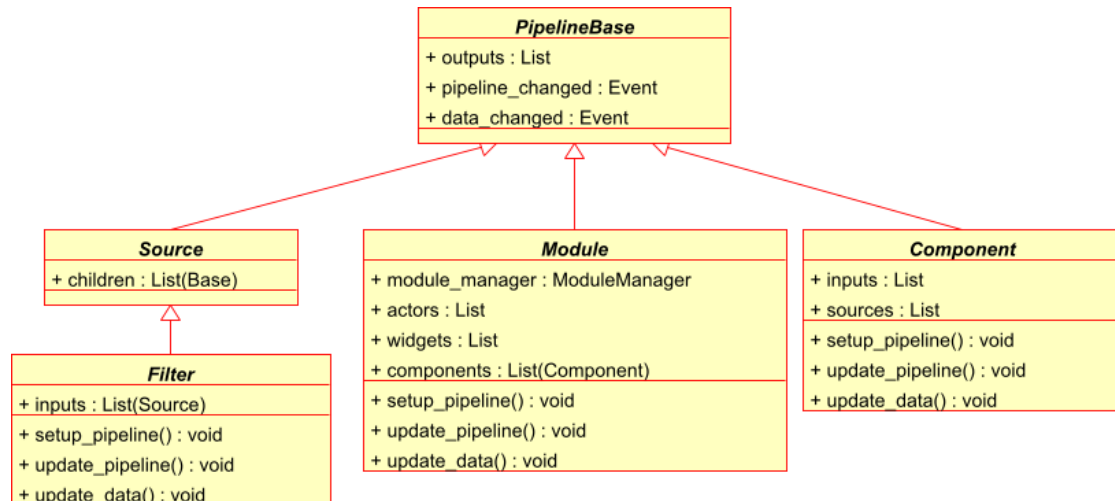 PipelineBase
+ outputs : List
+ pipeline_changed : Event
+ data_changed : Event
Source
+ children : List(Base)
Module
+ module_manager : ModuleManager
+ actors : List
+ widgets : List
+ components : List(Component)
+ setup_pipeline() : void
+ update_pipeline() : void
+ update_data() : void
Component
+ inputs : List
+ sources : List
+ setup_pipeline() : void
+ update_pipeline() : void
+ update_data() : void
Filter
+ inputs : List(Source)
+ setup_pipeline() : void
+ update_pipeline() : void
+ update_data() : void